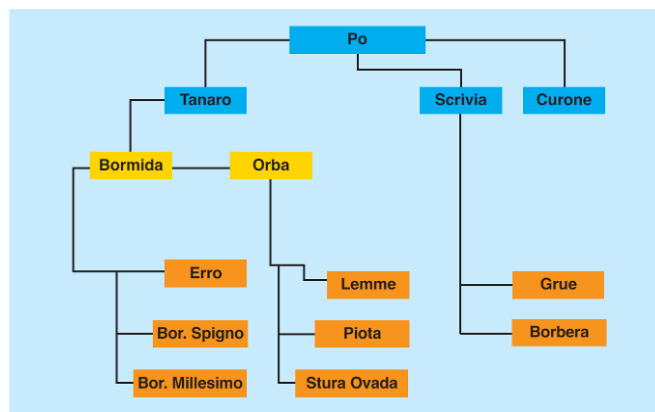 Po
Tanaro
Scrivia
Curone
Bormida
Orba
Erro
Lemme
Grue
Bor. Spigno
Piota
Borbera
Bor. Millesimo
Stura Ovada